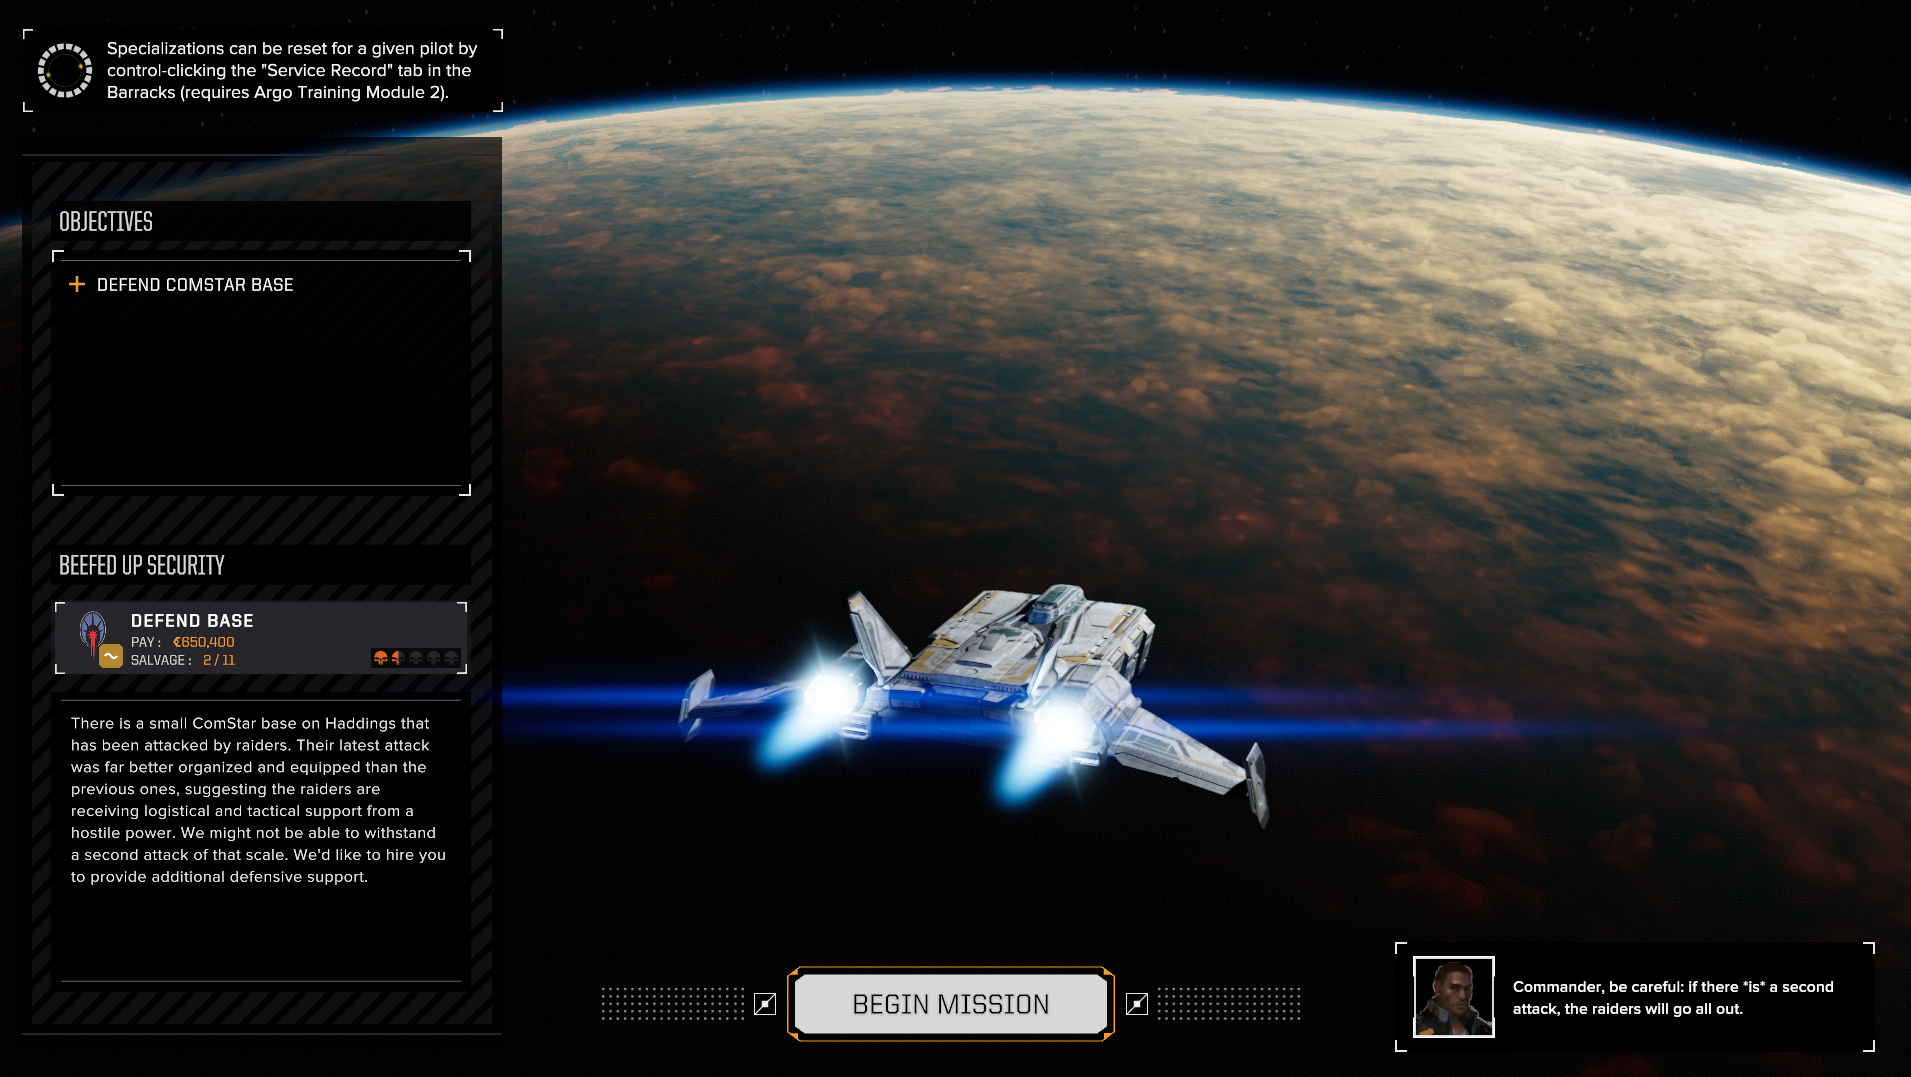 Specializations can be reset for a given pilot by
control-clicking the "Service Record" tab in the
Barracks (requires Argo Training Module 2).
OBJECTIVES
DEFEND COMSTAR BASE
BEEFED UP SECURITY
DEFEND BASE
PAY: ₡650,400
SALVAGE: 2 / 11
There is a small ComStar base on Haddings that
has been attacked by raiders. Their latest attack
was far better organized and equipped than the
previous ones, suggesting the raiders are
receiving logistical and tactical support from a
hostile power. We might not be able to withstand
a second attack of that scale. We'd like to hire you
to provide additional defensive support.
BEGIN MISSION
Commander, be careful: if there *is* a second
attack, the raiders will go all out.